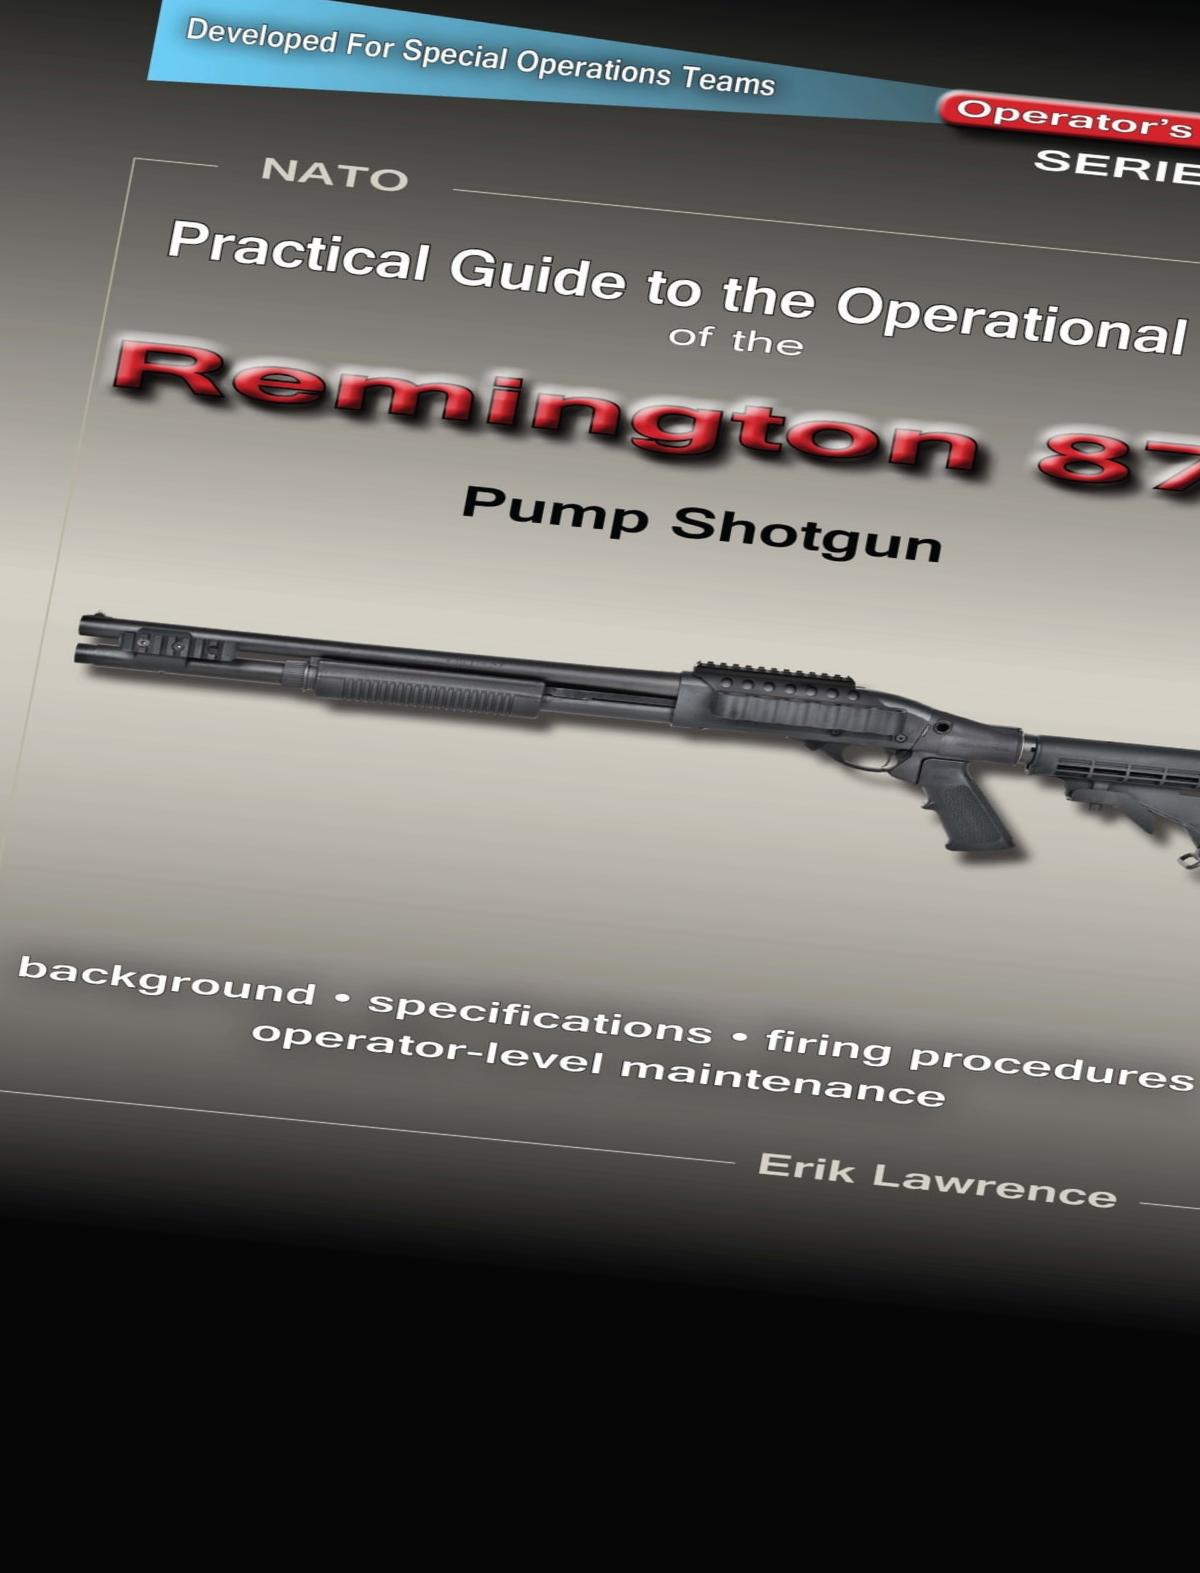 Developed For Special Operations Teams
Operator's
SERIE
NATO
Practical Guide to the Operational
of the
Remington 87
Pump Shotgun
background • specifications • firing procedures
operator-level maintenance
Erik Lawrence